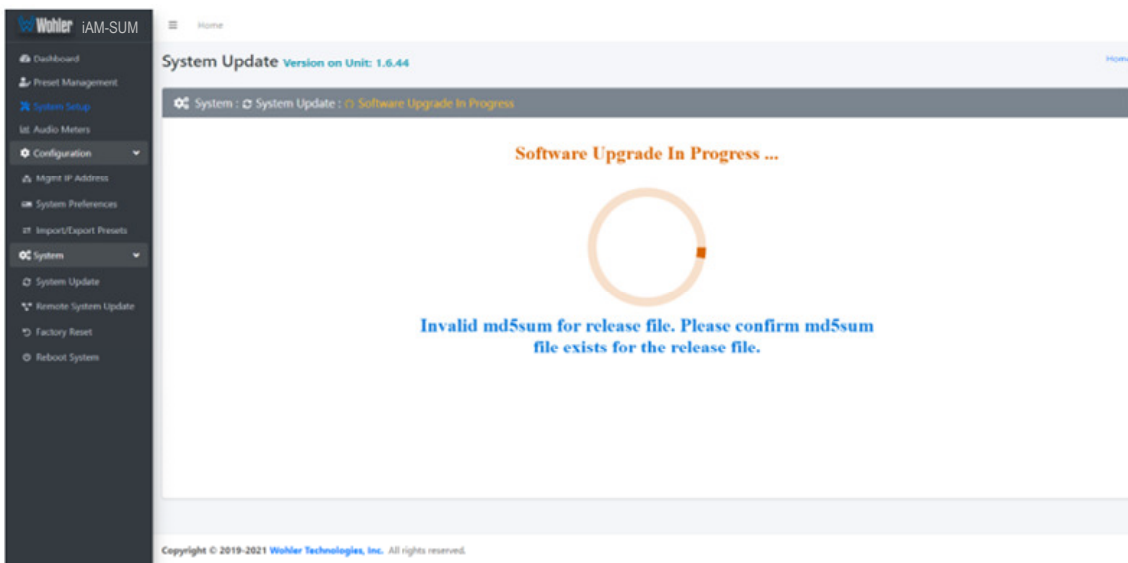 Wohler iAM-SUM
Home
Dashboard
System Update Version on Unit: 1.6.44
Home
Preset Management
System Setup
System : System Update : Software Upgrade In Progress
Audio Meters
Configuration
Software Upgrade In Progress ...
Mgmt IP Address
System Preferences
Import/Export Presets
System
System Update
Remote System Update
Invalid md5sum for release file. Please confirm md5sum
file exists for the release file.
Factory Reset
Reboot System
Copyright © 2019-2021 Wohler Technologies, Inc. All rights reserved.